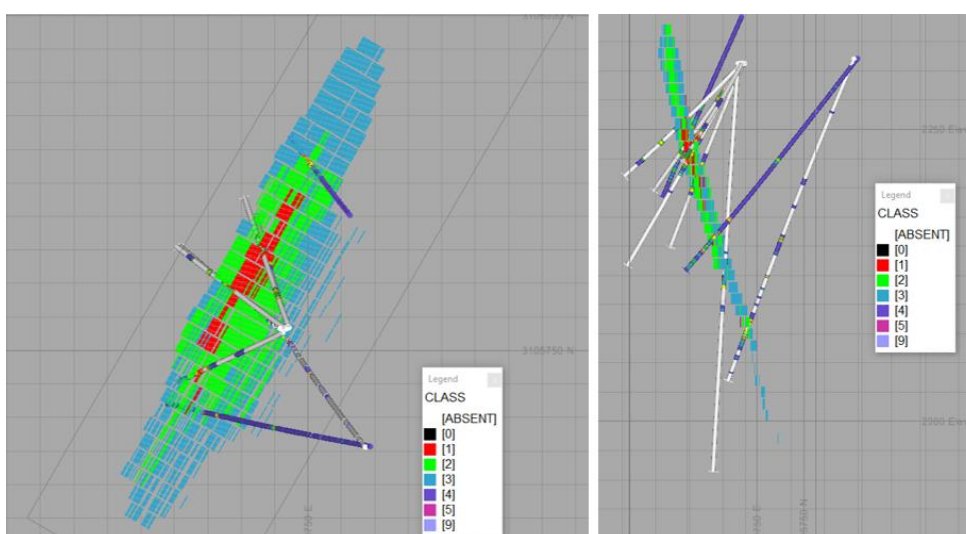 Legend
CLASS
[ABSENT]
[0]
[1]
[2]
[3]
[4]
[5]
[9]
3105750 N
Legend
CLASS
[ABSENT]
[0]
[1]
[2]
[3]
[4]
[5]
[9]